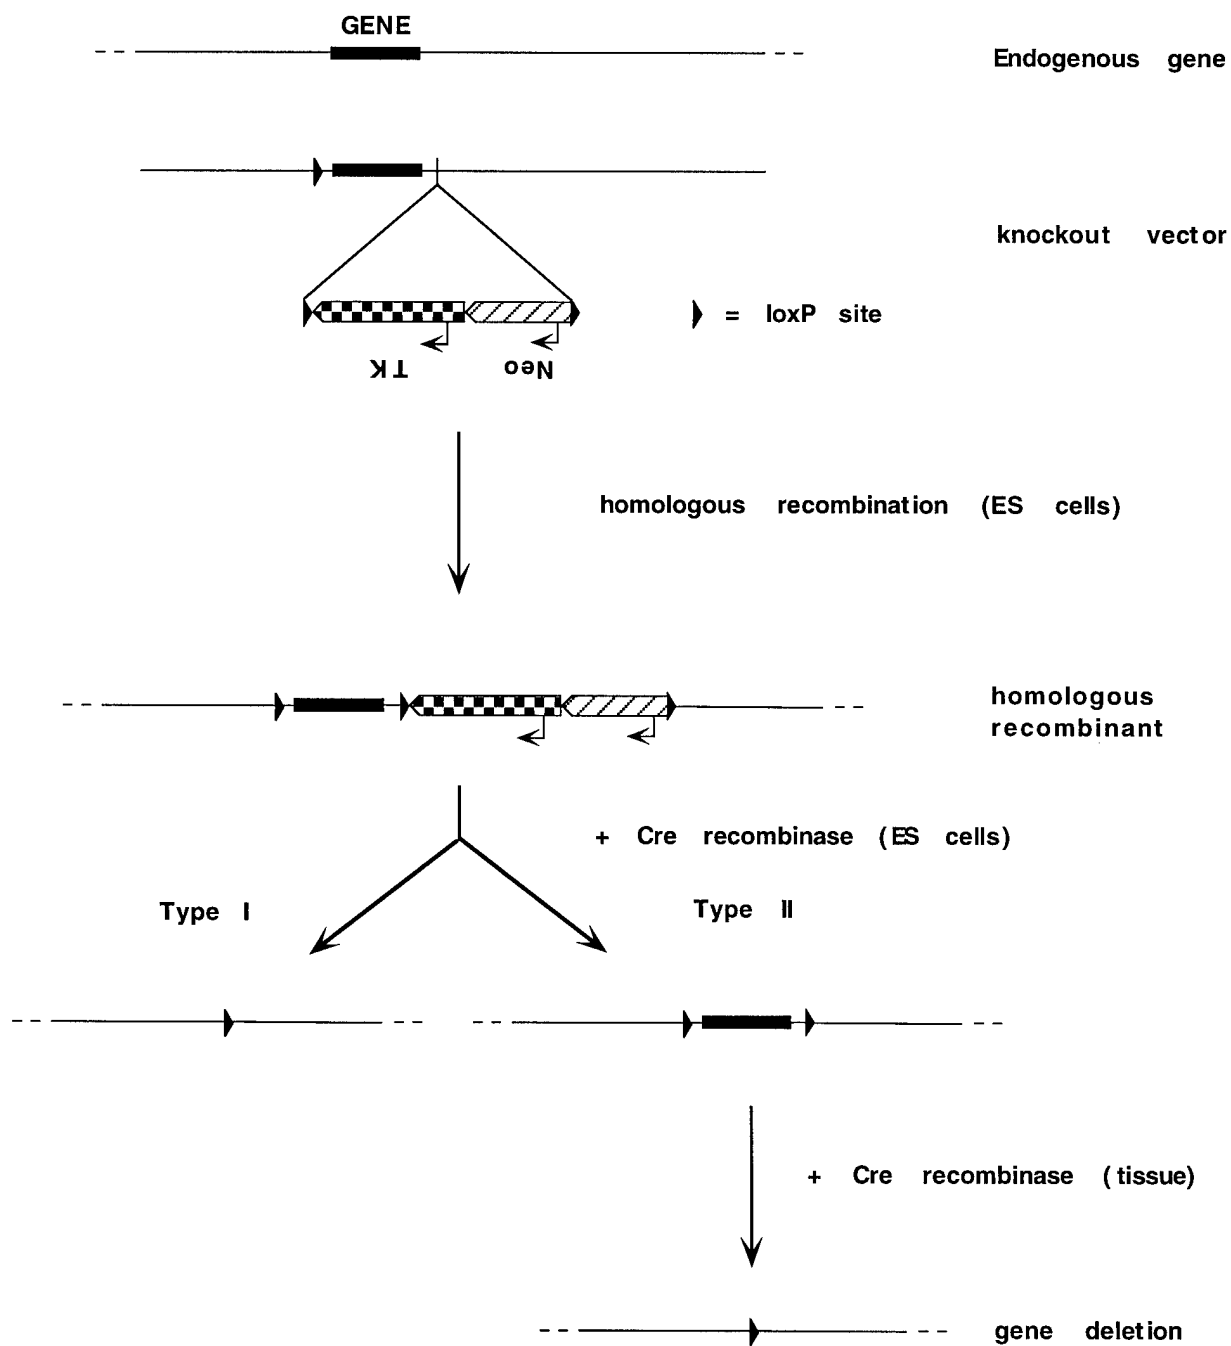 GENE
Endogenous gene
knockout vector
= loxP site
TK
Neo
homologous recombination (ES cells)
homologous
recombinant
+ Cre recombinase (ES cells)
Type I
Type II
+ Cre recombinase (tissue)
gene deletion